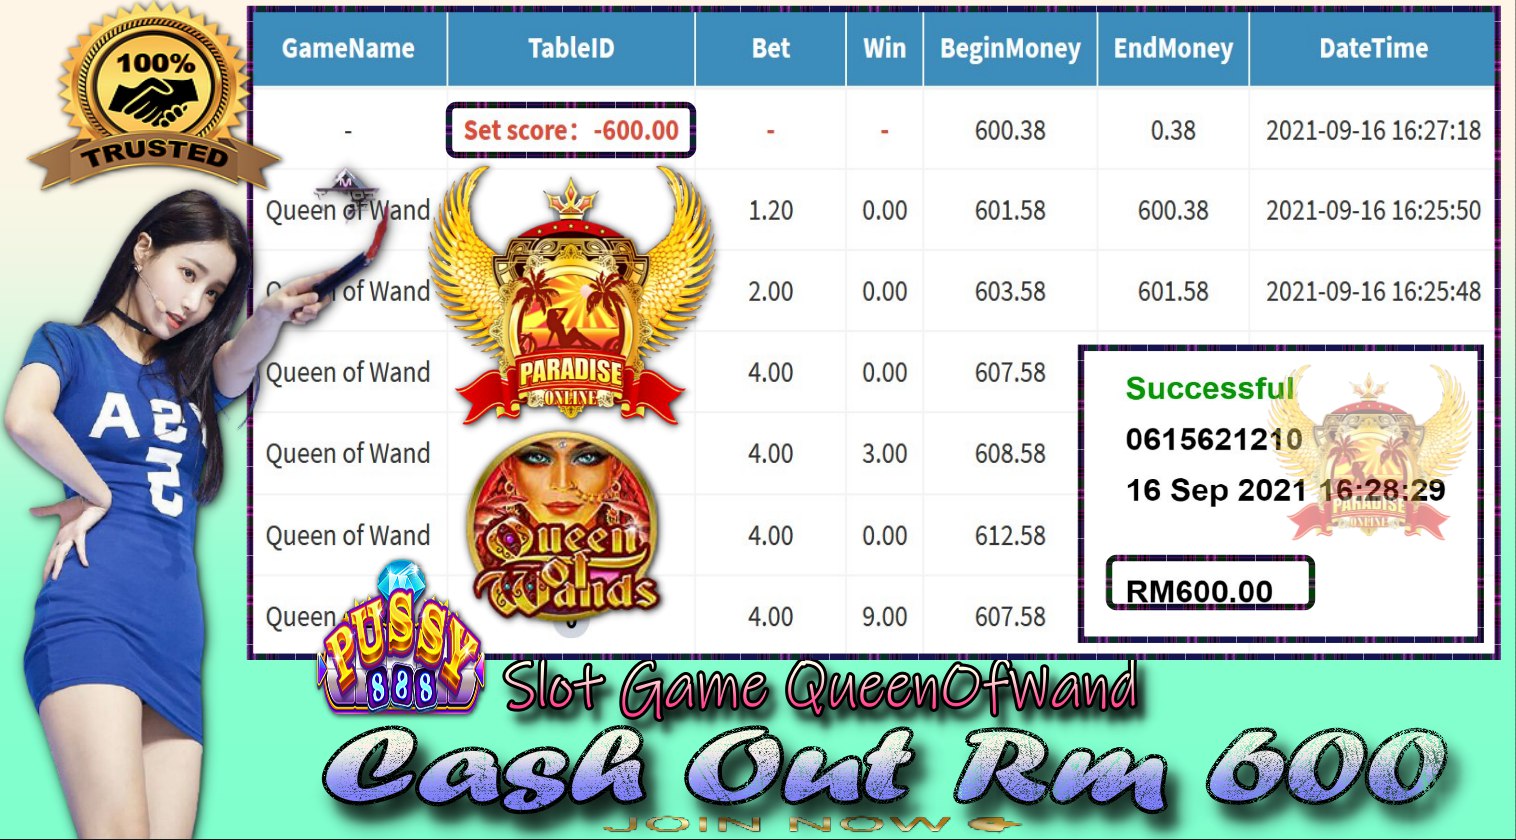 100%
TRUSTED
GameName TableID Bet Win BeginMoney EndMoney DateTime
- Set score： -600.00 - - 600.38 0.38 2021-09-16 16:27:18
Queen of Wand 1.20 0.00 601.58 600.38 2021-09-16 16:25:50
of Wand 2.00 0.00 603.58 601.58 2021-09-16 16:25:48
Queen of Wand 4.00 0.00 607.58
Queen of Wand 4.00 3.00 608.58
Queen of Wand 4.00 0.00 612.58
Queen 4.00 9.00 607.58
PARADISE
ONLINE
Queen
of
Wands
Successful
0615621210
16 Sep 2021 16:28:29
RM600.00
PARADISE
ONLINE
ASA
5
PUSSY
888
Slot Game QueenOfWand
Cash Out Rm 600
JOIN NOW